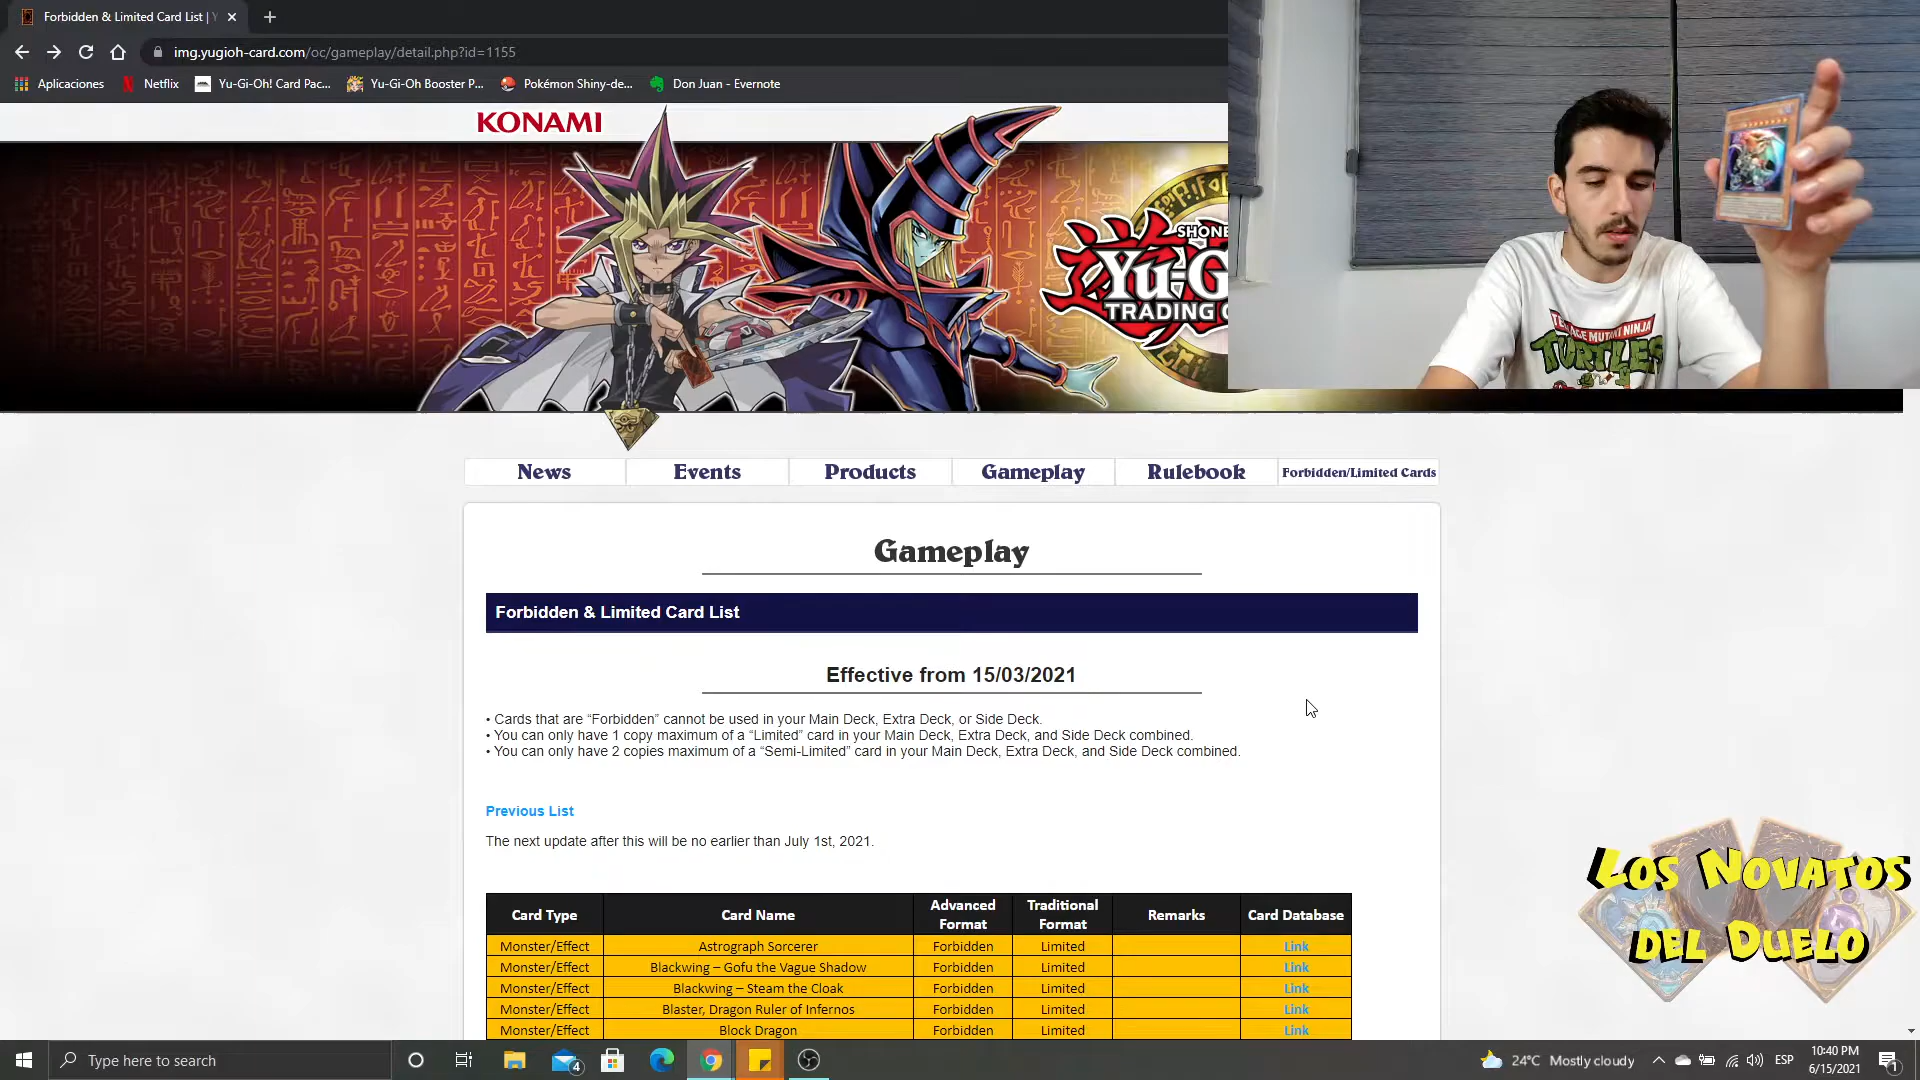 Forbidden & Limited Card List | Y
img.yugioh-card.com/oc/gameplay/detail.php?id=1155
Aplicaciones
Netflix
Yu-Gi-Oh! Card Pac...
Yu-Gi-Oh Booster P...
Pokémon Shiny-de...
Don Juan - Evernote
KONAMI
SHONE
Yu-G
TRADING C
TEENAGE MUTANT NINJA
TURTLES
News
Events
Products
Gameplay
Rulebook
Forbidden/Limited Cards
Gameplay
Forbidden & Limited Card List
Effective from 15/03/2021
• Cards that are “Forbidden” cannot be used in your Main Deck, Extra Deck, or Side Deck.
• You can only have 1 copy maximum of a “Limited” card in your Main Deck, Extra Deck, and Side Deck combined.
• You can only have 2 copies maximum of a “Semi-Limited” card in your Main Deck, Extra Deck, and Side Deck combined.
Previous List
The next update after this will be no earlier than July 1st, 2021.
Card Type Card Name Advanced Format Traditional Format Remarks Card Database
Monster/Effect Astrograph Sorcerer Forbidden Limited Link
Monster/Effect Blackwing – Gofu the Vague Shadow Forbidden Limited Link
Monster/Effect Blackwing – Steam the Cloak Forbidden Limited Link
Monster/Effect Blaster, Dragon Ruler of Infernos Forbidden Limited Link
Monster/Effect Block Dragon Forbidden Limited Link
Los Novatos
del Duelo
Type here to search
4
24°C Mostly cloudy
ESP
10:40 PM
6/15/2021
1